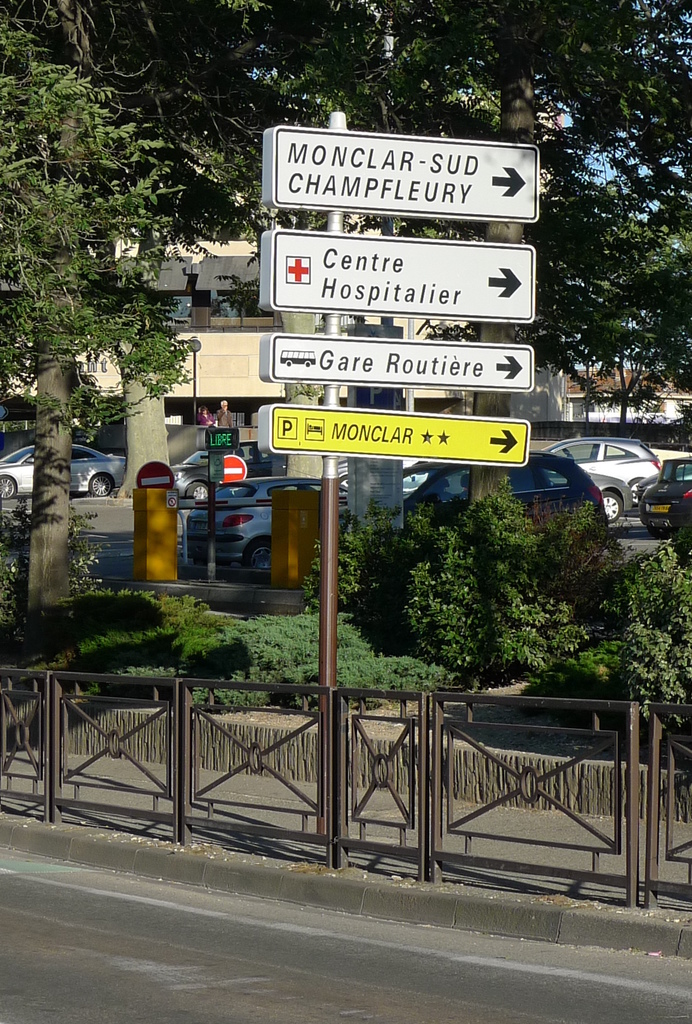 MONCLAR-SUD
CHAMPFLEURY
Centre
Hospitalier
Gare Routière
P MONCLAR ★★
LIBRE